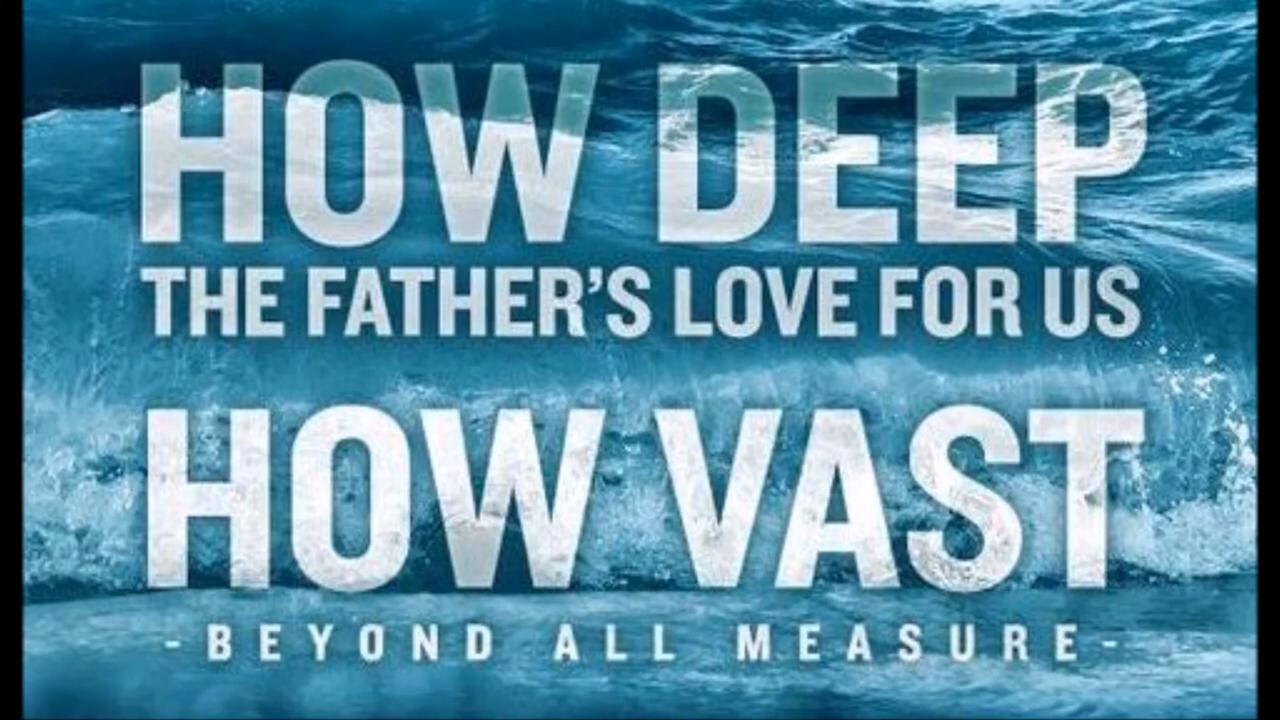 HOW DEEP
THE FATHER'S LOVE FOR US
HOW VAST
-BEYOND ALL MEASURE-